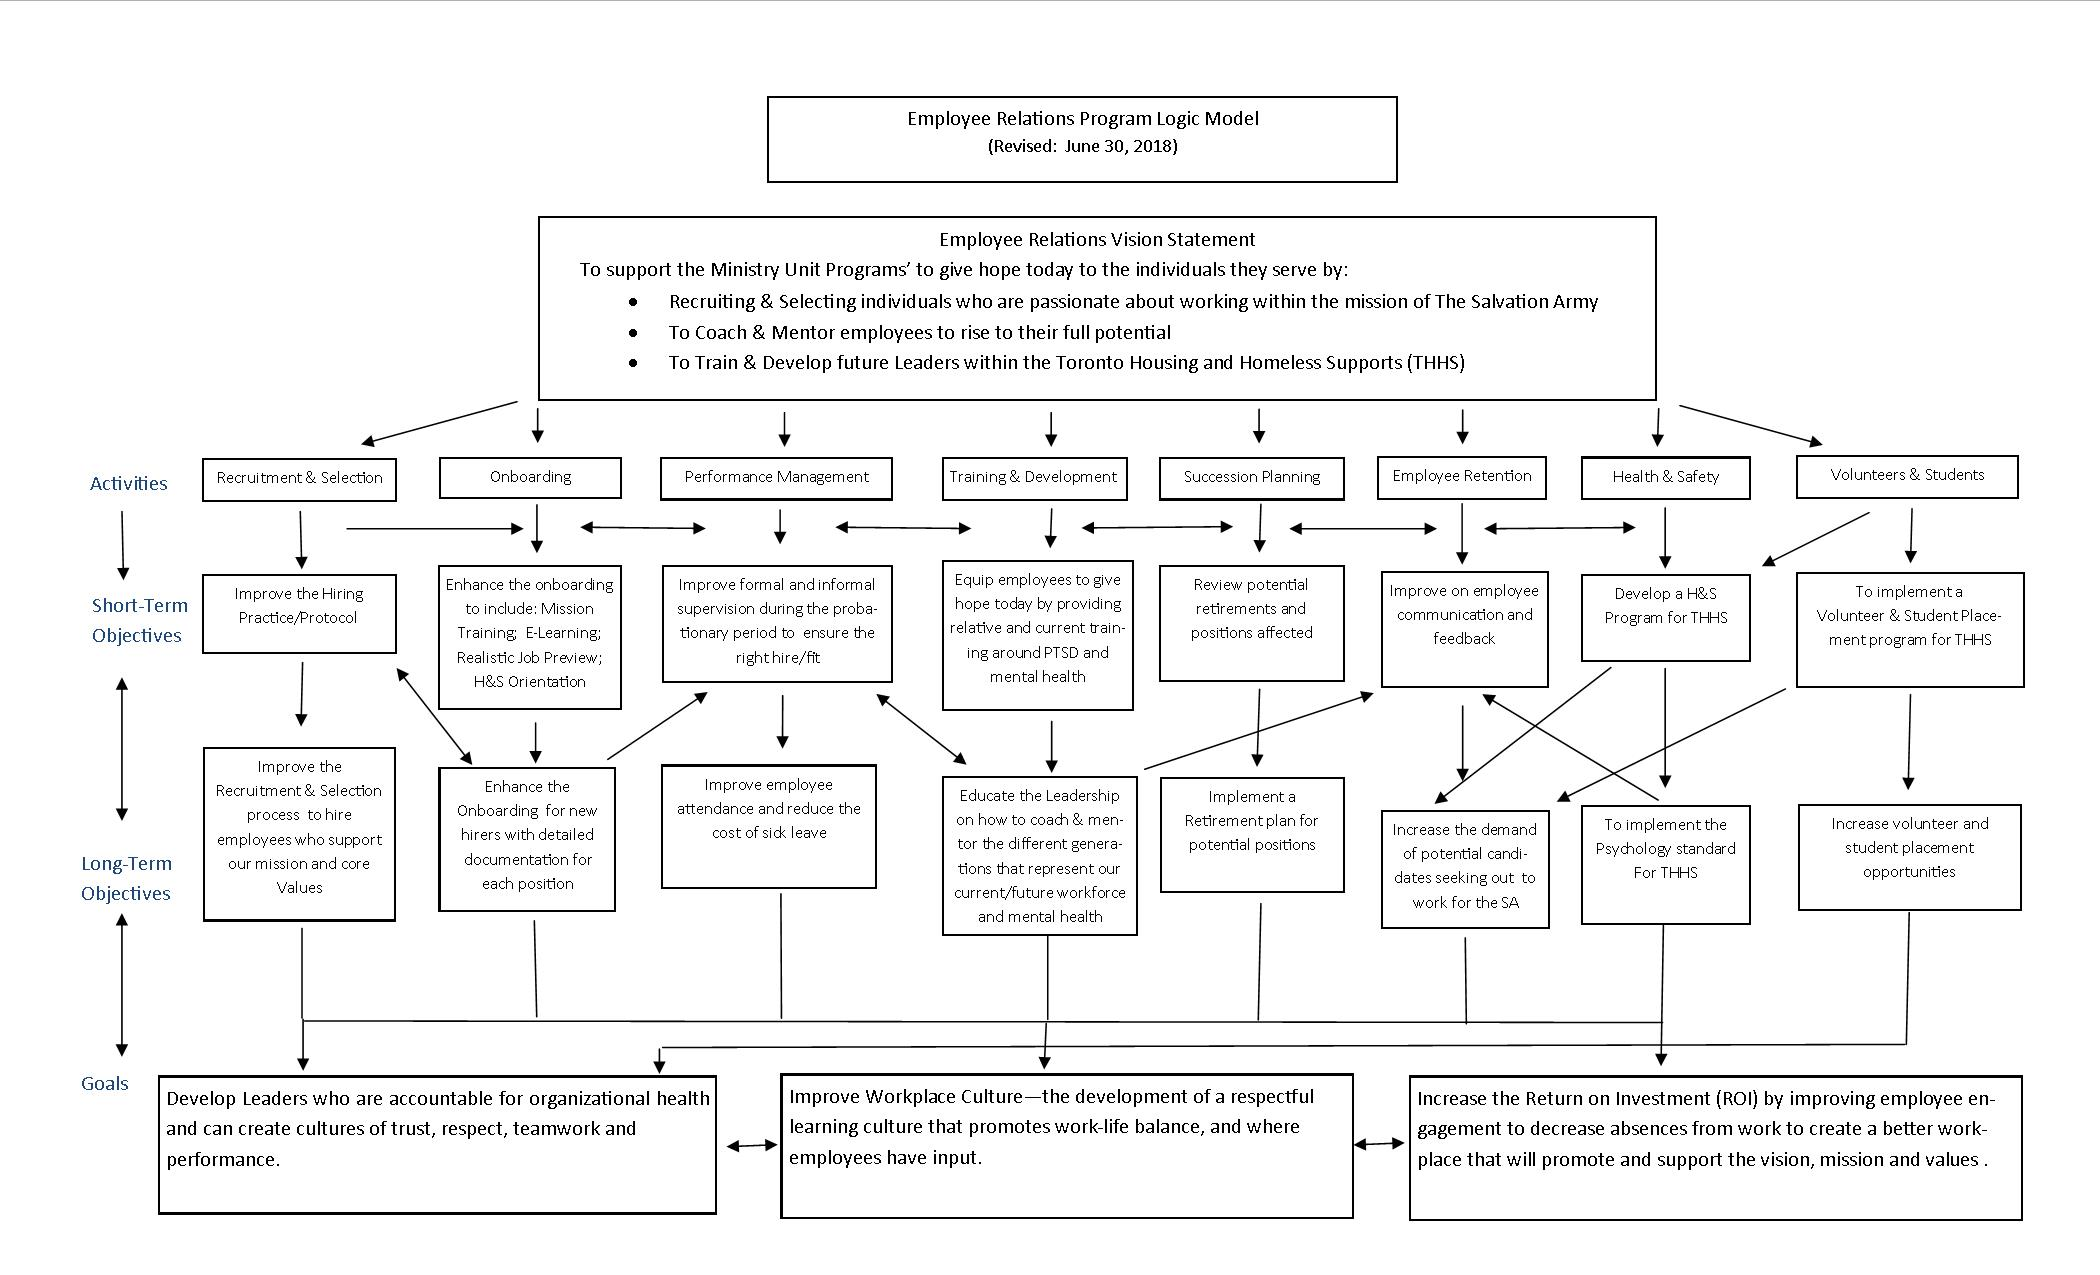 Employee Relations Program Logic Model
(Revised:  June 30, 2018)
Employee Relations Vision Statement
To support the Ministry Unit Programs’ to give hope today to the individuals they serve by:
• Recruiting & Selecting individuals who are passionate about working within the mission of The Salvation Army
• To Coach & Mentor employees to rise to their full potential
• To Train & Develop future Leaders within the Toronto Housing and Homeless Supports (THHS)
Activities
Recruitment & Selection
Onboarding
Performance Management
Training & Development
Succession Planning
Employee Retention
Health & Safety
Volunteers & Students
Short-Term
Objectives
Improve the Hiring
Practice/Protocol
Enhance the onboarding
to include: Mission
Training;  E-Learning;
Realistic Job Preview;
H&S Orientation
Improve formal and informal
supervision during the proba-
tionary period to  ensure the
right hire/fit
Equip employees to give
hope today by providing
relative and current train-
ing around PTSD and
mental health
Review potential
retirements and
positions affected
Improve on employee
communication and
feedback
Develop a H&S
Program for THHS
To implement a
Volunteer & Student Place-
ment program for THHS
Long-Term
Objectives
Improve the
Recruitment & Selection
process  to hire
employees who support
our mission and core
Values
Enhance the
Onboarding  for new
hirers with detailed
documentation for
each position
Improve employee
attendance and reduce the
cost of sick leave
Educate the Leadership
on how to coach & men-
tor the different genera-
tions that represent our
current/future workforce
and mental health
Implement a
Retirement plan for
potential positions
Increase the demand
of potential candi-
dates seeking out  to
work for the SA
To implement the
Psychology standard
For THHS
Increase volunteer and
student placement
opportunities
Goals
Develop Leaders who are accountable for organizational health
and can create cultures of trust, respect, teamwork and
performance.
Improve Workplace Culture—the development of a respectful
learning culture that promotes work-life balance, and where
employees have input.
Increase the Return on Investment (ROI) by improving employee en-
gagement to decrease absences from work to create a better work-
place that will promote and support the vision, mission and values .